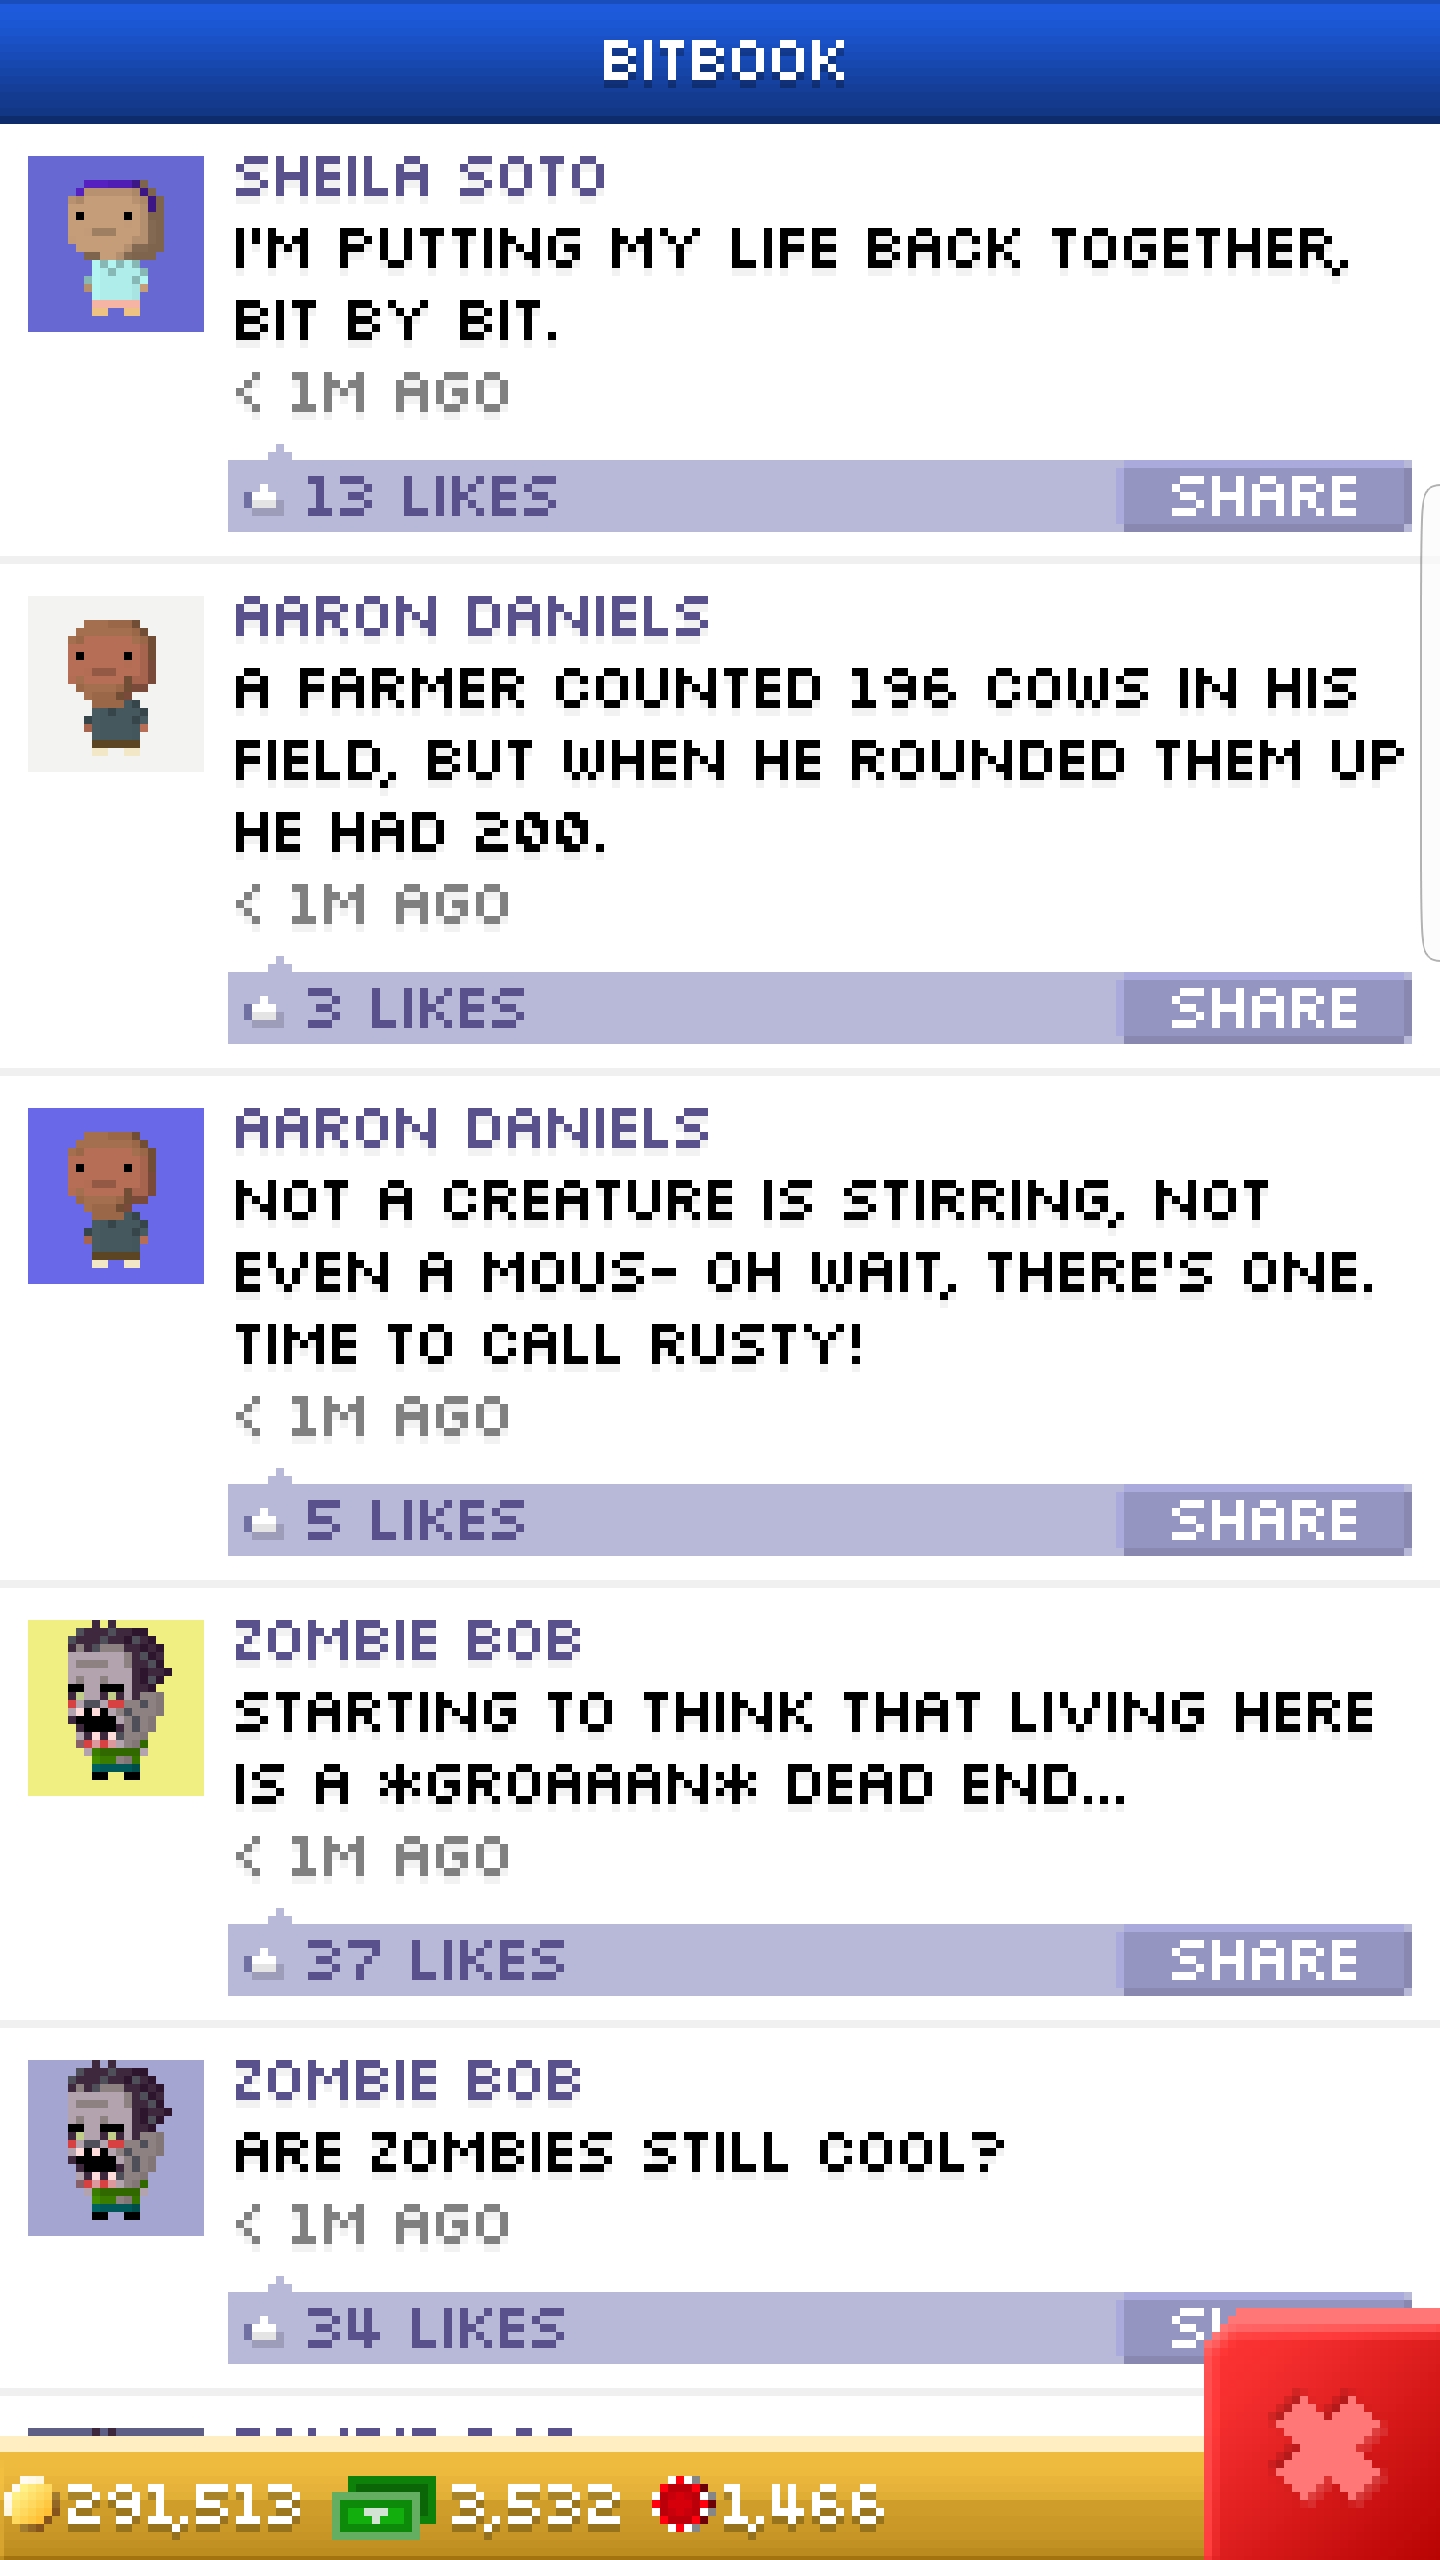 BITBOOK
SHEILA SOTO
I'M PUTTING MY LIFE BACK TOGETHER,
BIT BY BIT.
< 1M AGO
13 LIKES
SHARE
AARON DANIELS
A FARMER COUNTED 196 COWS IN HIS
FIELD, BUT WHEN HE ROUNDED THEM UP
HE HAD 200.
< 1M AGO
3 LIKES
SHARE
AARON DANIELS
NOT A CREATURE IS STIRRING, NOT
EVEN A MOUS- OH WAIT, THERE'S ONE.
TIME TO CALL RUSTY!
< 1M AGO
5 LIKES
SHARE
ZOMBIE BOB
STARTING TO THINK THAT LIVING HERE
IS A *GROAAAN* DEAD END...
< 1M AGO
37 LIKES
SHARE
ZOMBIE BOB
ARE ZOMBIES STILL COOL?
< 1M AGO
34 LIKES
291,513 3,532 1,466